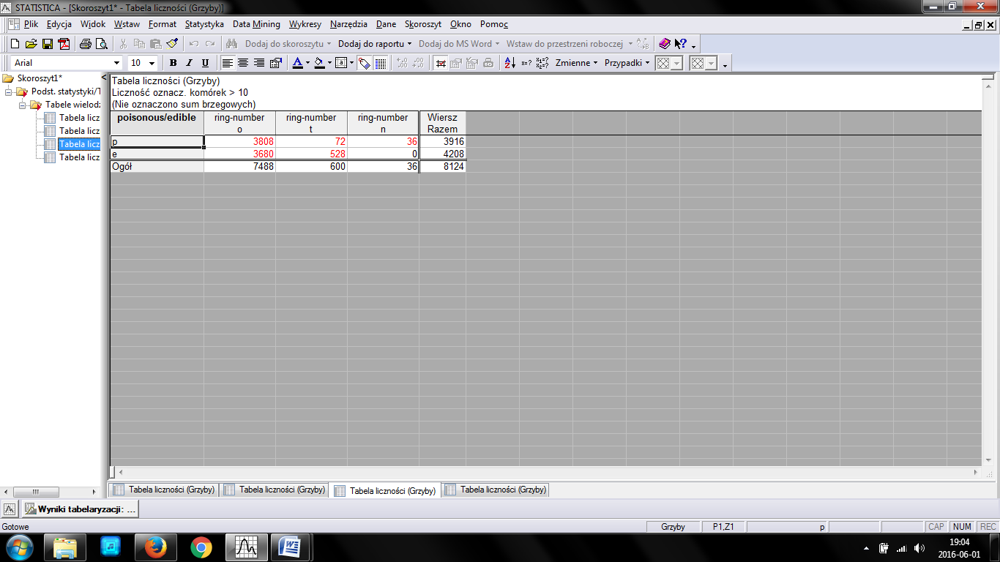 STATISTICA - [Skoroszyt1* - Tabela liczności (Grzyby)]
Plik Edycja Widok Wstaw Format Statystyka Data Mining Wykresy Narzędzia Dane Skoroszyt Okno Pomoc
Dodaj do skoroszytu Dodaj do raportu Dodaj do MS Word Wstaw do przestrzeni roboczej
Arial 10 B I U A Zmienne Przypadki
Skoroszyt1*
Podst. statystyki/T
Tabele wielodz
Tabela licz
Tabela licz
Tabela licz
Tabela licz
Tabela liczności (Grzyby)
Liczność oznacz. komórek > 10
(Nie oznaczono sum brzegowych)
poisonous/edible ring-number ring-number ring-number Wiersz
o t n Razem
p 3808 72 36 3916
e 3680 528 0 4208
Ogół 7488 600 36 8124
Tabela liczności (Grzyby) Tabela liczności (Grzyby) Tabela liczności (Grzyby) Tabela liczności (Grzyby)
Wyniki tabelaryzacji: ...
Gotowe Grzyby P1,Z1 p CAP NUM REC
19:04
2016-06-01